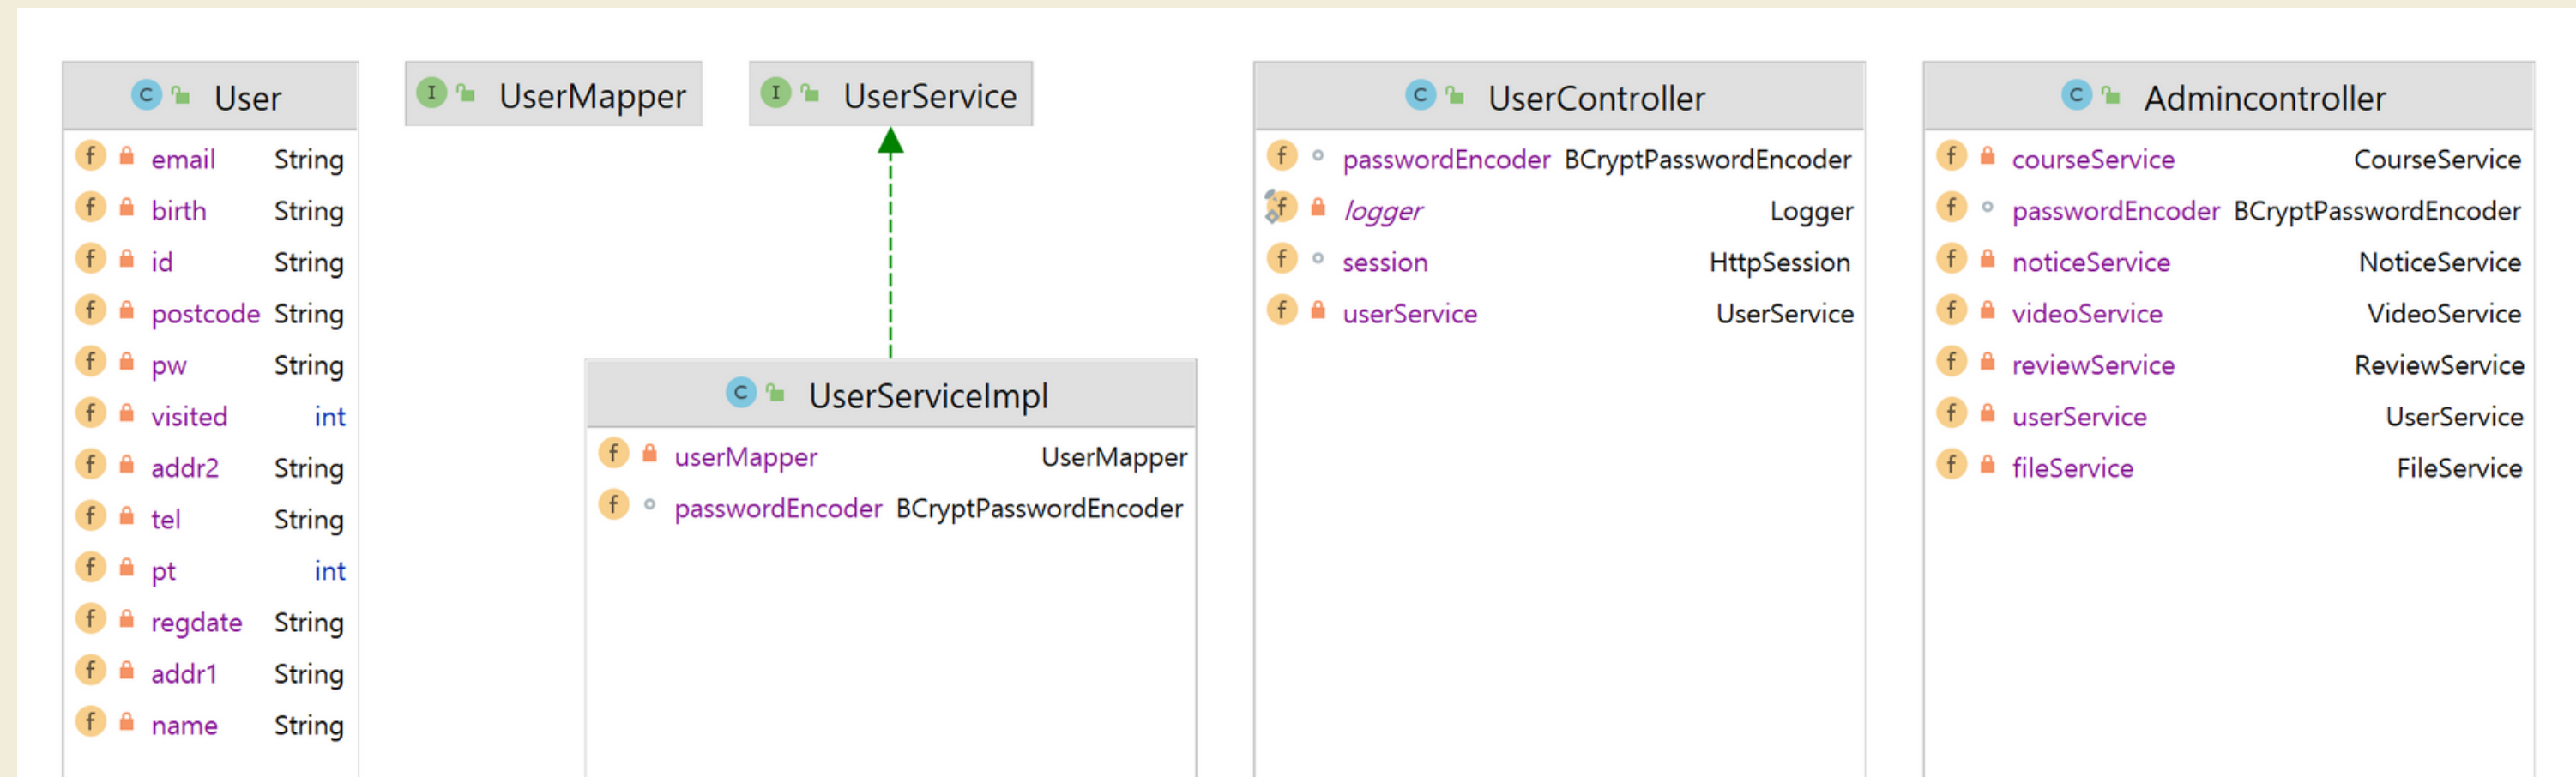 C User
f email String
f birth String
f id String
f postcode String
f pw String
f visited int
f addr2 String
f tel String
f pt int
f regdate String
f addr1 String
f name String
I UserMapper
I UserService
C UserServiceImpl
f userMapper UserMapper
f passwordEncoder BCryptPasswordEncoder
C UserController
f passwordEncoder BCryptPasswordEncoder
f logger Logger
f session HttpSession
f userService UserService
C Admincontroller
f courseService CourseService
f passwordEncoder BCryptPasswordEncoder
f noticeService NoticeService
f videoService VideoService
f reviewService ReviewService
f userService UserService
f fileService FileService